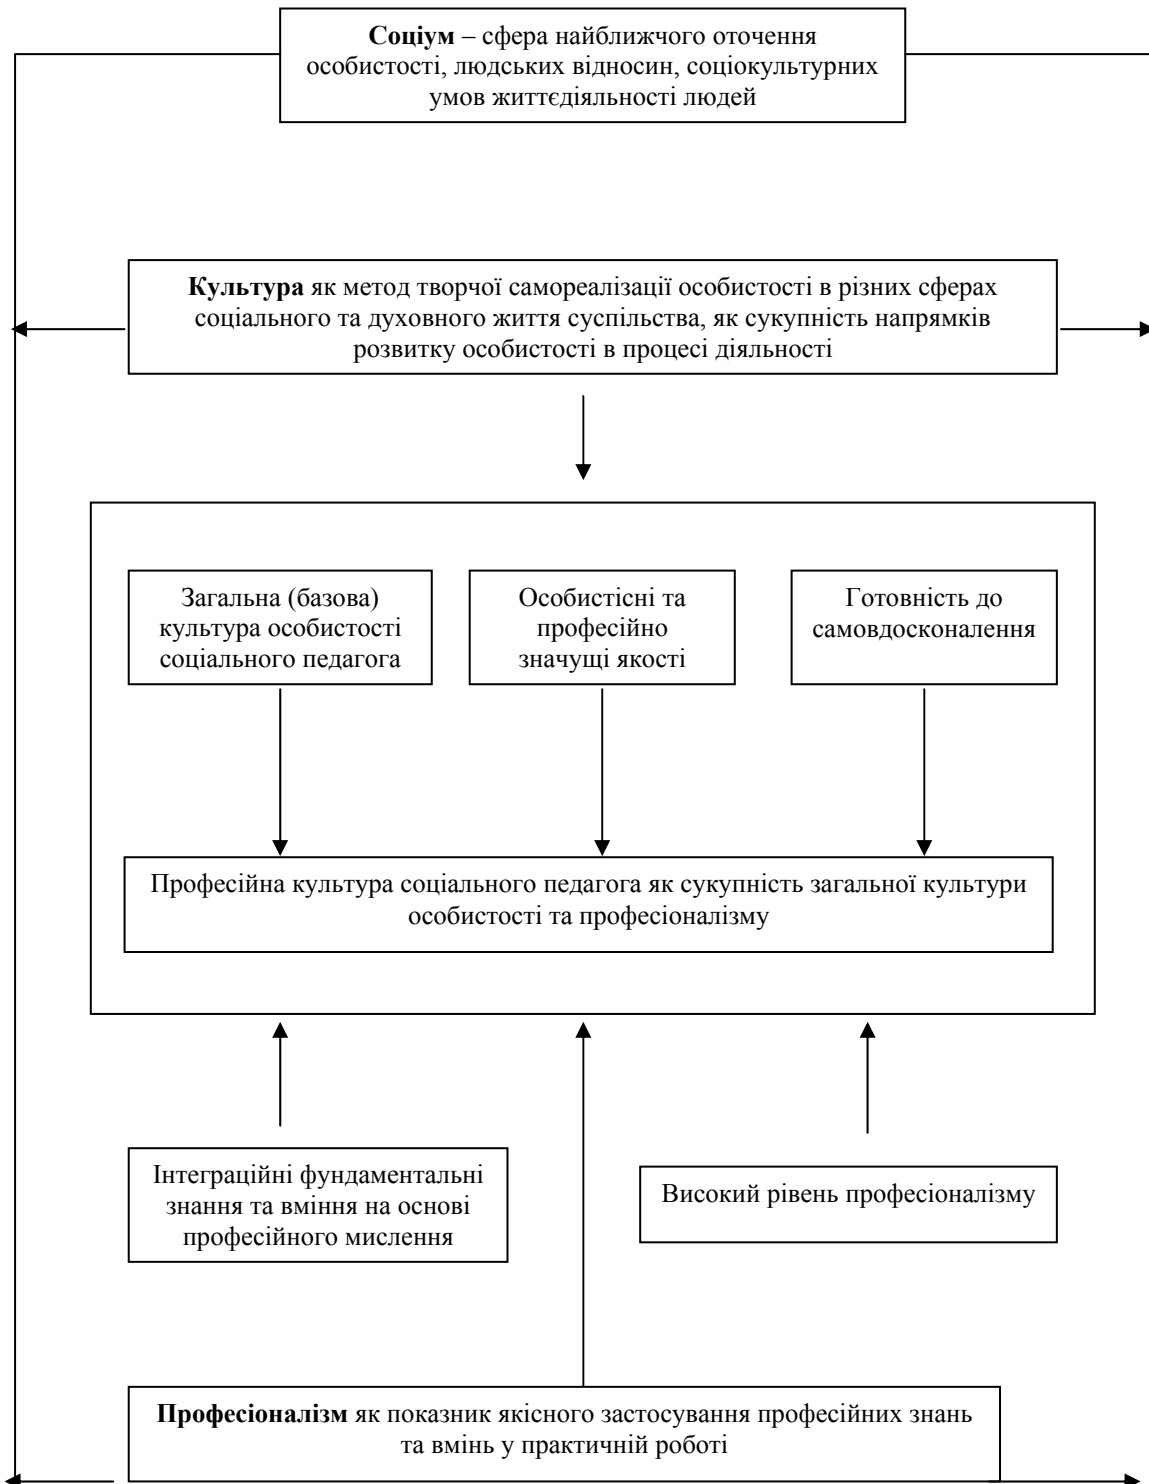 Соціум – сфера найближчого оточення
особистості, людських відносин, соціокультурних
умов життєдіяльності людей
Культура як метод творчої самореалізації особистості в різних сферах
соціального та духовного життя суспільства, як сукупність напрямків
розвитку особистості в процесі діяльності
Загальна (базова)
культура особистості
соціального педагога
Особистісні та
професійно
значущі якості
Готовність до
самовдосконалення
Професійна культура соціального педагога як сукупність загальної культури
особистості та професіоналізму
Інтеграційні фундаментальні
знання та вміння на основі
професійного мислення
Високий рівень професіоналізму
Професіоналізм як показник якісного застосування професійних знань
та вмінь у практичній роботі